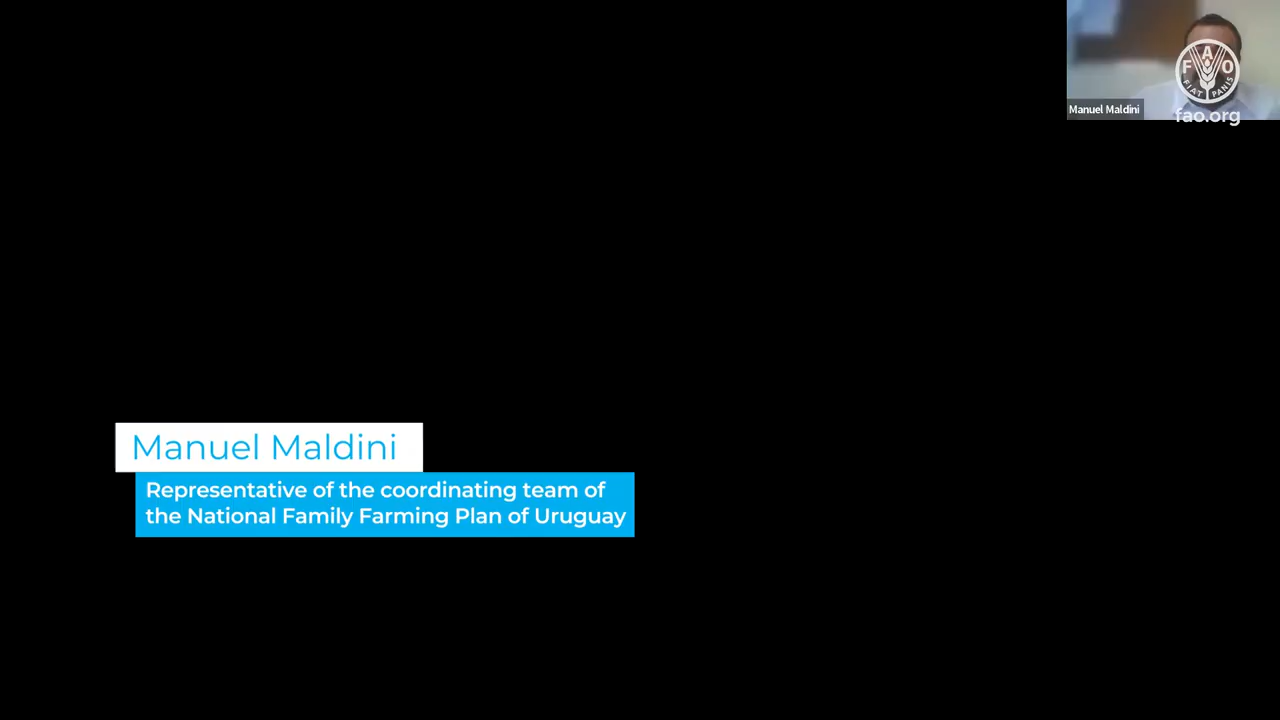 FAO
FIAT PANIS
Manuel Maldini
fao.org
Manuel Maldini
Representative of the coordinating team of
the National Family Farming Plan of Uruguay